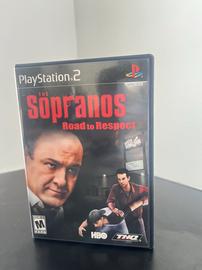 PlayStation 2
THE
SOPRANOS
Road to Respect
M
HBO
THQ